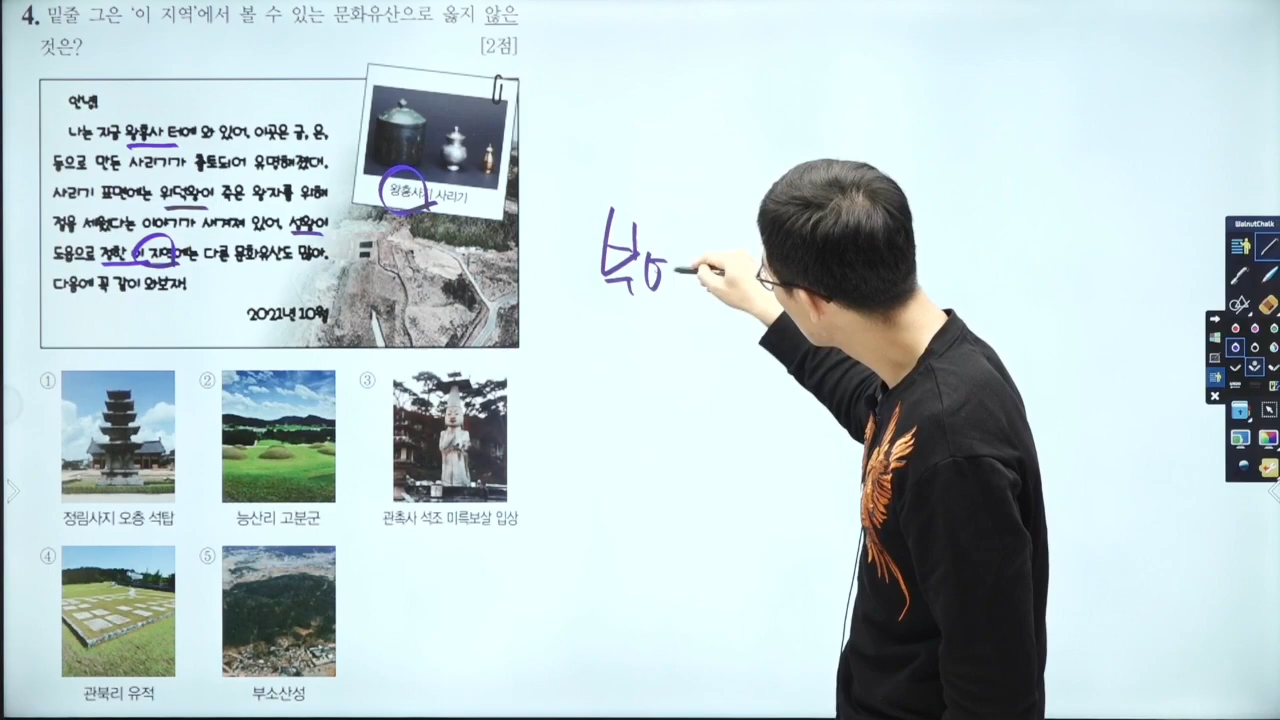 4. 밑줄 그은 '이 지역'에서 볼 수 있는 문화유산으로 옳지 않은
것은? [2점]
안녕!
나는 지금 왕흥사 터에 와 있어. 이곳은 금, 은,
동으로 만든 사리기가 출토되어 유명해졌대.
사리기 표면에는 위덕왕이 죽은 왕자를 위해
절을 세웠다는 이야기가 새겨져 있어. 성왕이
도읍으로 정한 이 지역에는 다른 문화유산도 많아.
다음에 꼭 같이 와보자!
2021년 10월
왕흥사지 사리기
① ② ③
정림사지 오층 석탑 능산리 고분군 관촉사 석조 미륵보살 입상
④ ⑤
관북리 유적 부소산성
WalnutChalk